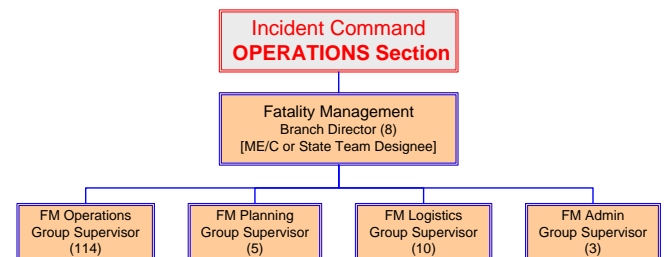 Incident Command
OPERATIONS Section
Fatality Management
Branch Director (8)
[ME/C or State Team Designee]
FM Operations
Group Supervisor
(114)
FM Planning
Group Supervisor
(5)
FM Logistics
Group Supervisor
(10)
FM Admin
Group Supervisor
(3)